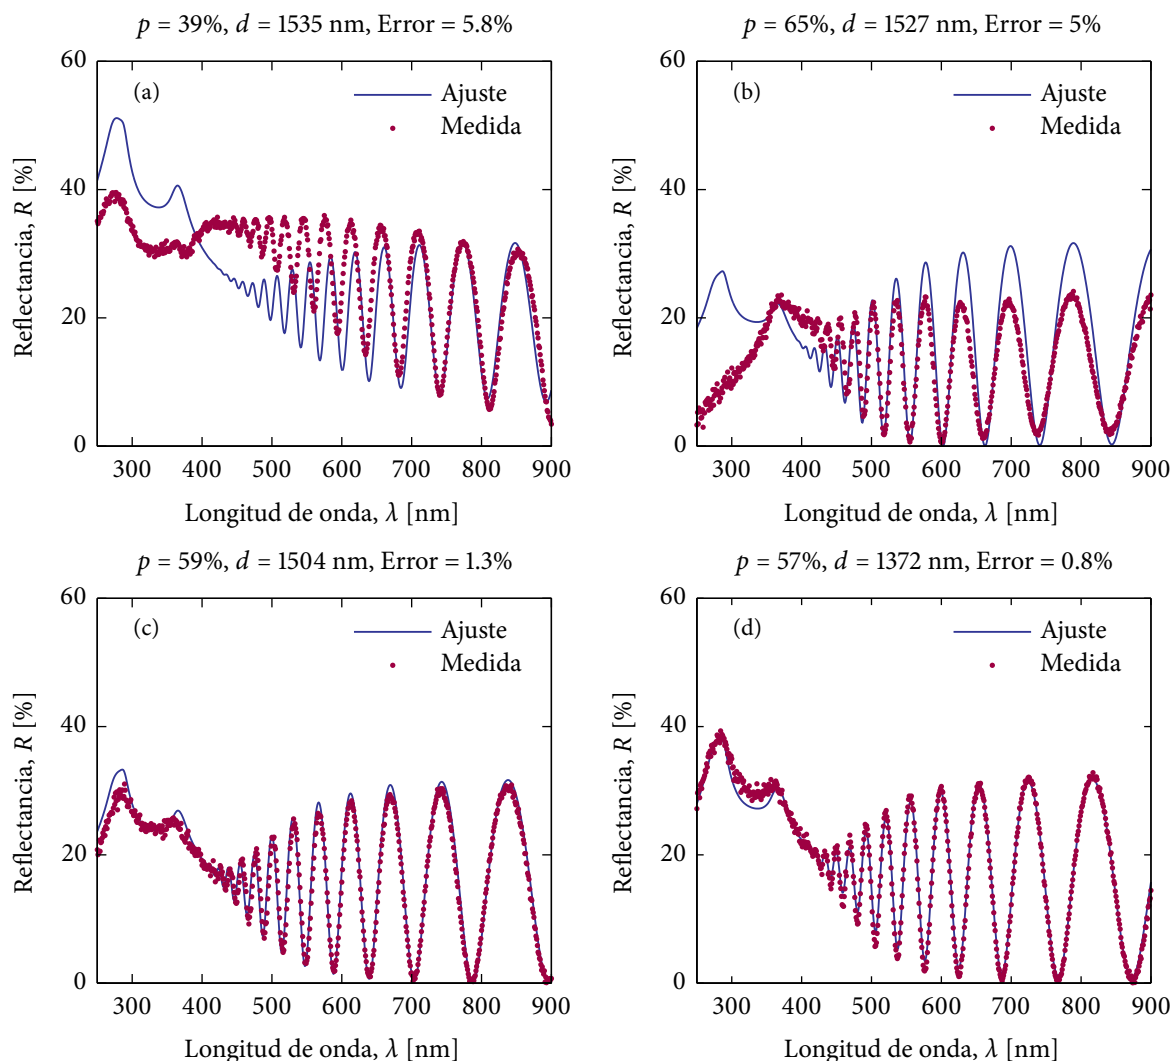 p = 39%, d = 1535 nm, Error = 5.8%
(a)
Ajuste
Medida
60
40
20
0
Reflectancia, R [%]
300 400 500 600 700 800 900
Longitud de onda, λ [nm]
p = 65%, d = 1527 nm, Error = 5%
(b)
Ajuste
Medida
60
40
20
0
Reflectancia, R [%]
300 400 500 600 700 800 900
Longitud de onda, λ [nm]
p = 59%, d = 1504 nm, Error = 1.3%
(c)
Ajuste
Medida
60
40
20
0
Reflectancia, R [%]
300 400 500 600 700 800 900
Longitud de onda, λ [nm]
p = 57%, d = 1372 nm, Error = 0.8%
(d)
Ajuste
Medida
60
40
20
0
Reflectancia, R [%]
300 400 500 600 700 800 900
Longitud de onda, λ [nm]